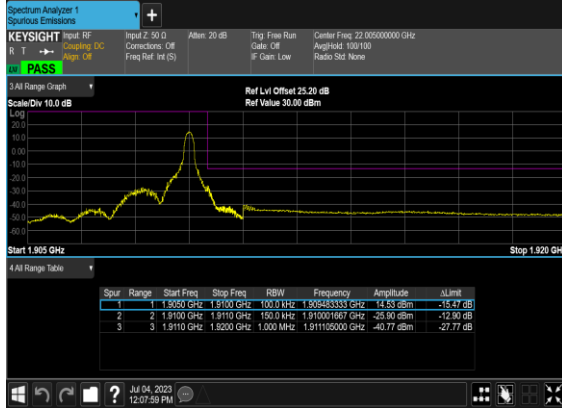 Spectrum Analyzer 1
Spurious Emissions
+
KEYSIGHT Input: RF Input Z: 50 Ω Atten: 20 dB Trig: Free Run Center Freq: 22.005000000 GHz
R T Coupling: DC Corrections: Off Gate: Off Avg|Hold: 100/100
Align: Off Freq Ref: Int (S) IF Gain: Low Radio Std: None
PASS
3 All Range Graph
Ref Lvl Offset 25.20 dB
Scale/Div 10.0 dB Ref Value 30.00 dBm
Log
20.0
10.0
0.00
-10.0
-20.0
-30.0
-40.0
-50.0
-60.0
Start 1.905 GHz Stop 1.920 GH
4 All Range Table
Spur Range Start Freq Stop Freq RBW Frequency Amplitude ΔLimit
1 1 1.9050 GHz 1.9100 GHz 100.0 kHz 1.909483333 GHz 14.53 dBm -15.47 dB
2 2 1.9100 GHz 1.9110 GHz 150.0 kHz 1.910001667 GHz -25.90 dBm -12.90 dB
3 3 1.9110 GHz 1.9200 GHz 1.000 MHz 1.911105000 GHz -40.77 dBm -27.77 dB
? Jul 04, 2023
12:07:59 PM